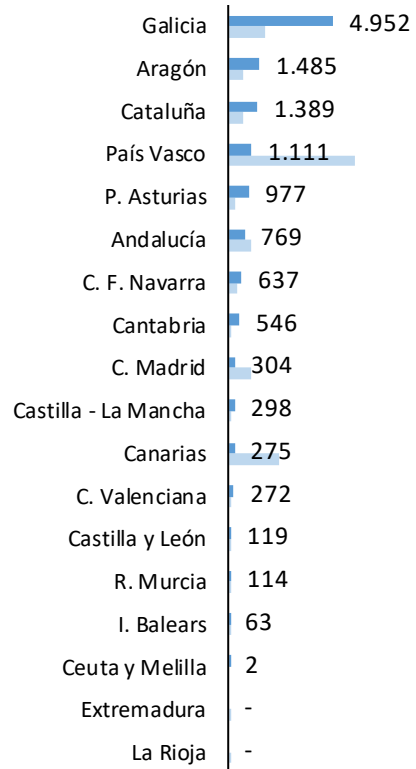 Galicia 4.952
Aragón 1.485
Cataluña 1.389
País Vasco 1.111
P. Asturias 977
Andalucía 769
C. F. Navarra 637
Cantabria 546
C. Madrid 304
Castilla - La Mancha 298
Canarias 275
C. Valenciana 272
Castilla y León 119
R. Murcia 114
I. Balears 63
Ceuta y Melilla 2
Extremadura -
La Rioja -